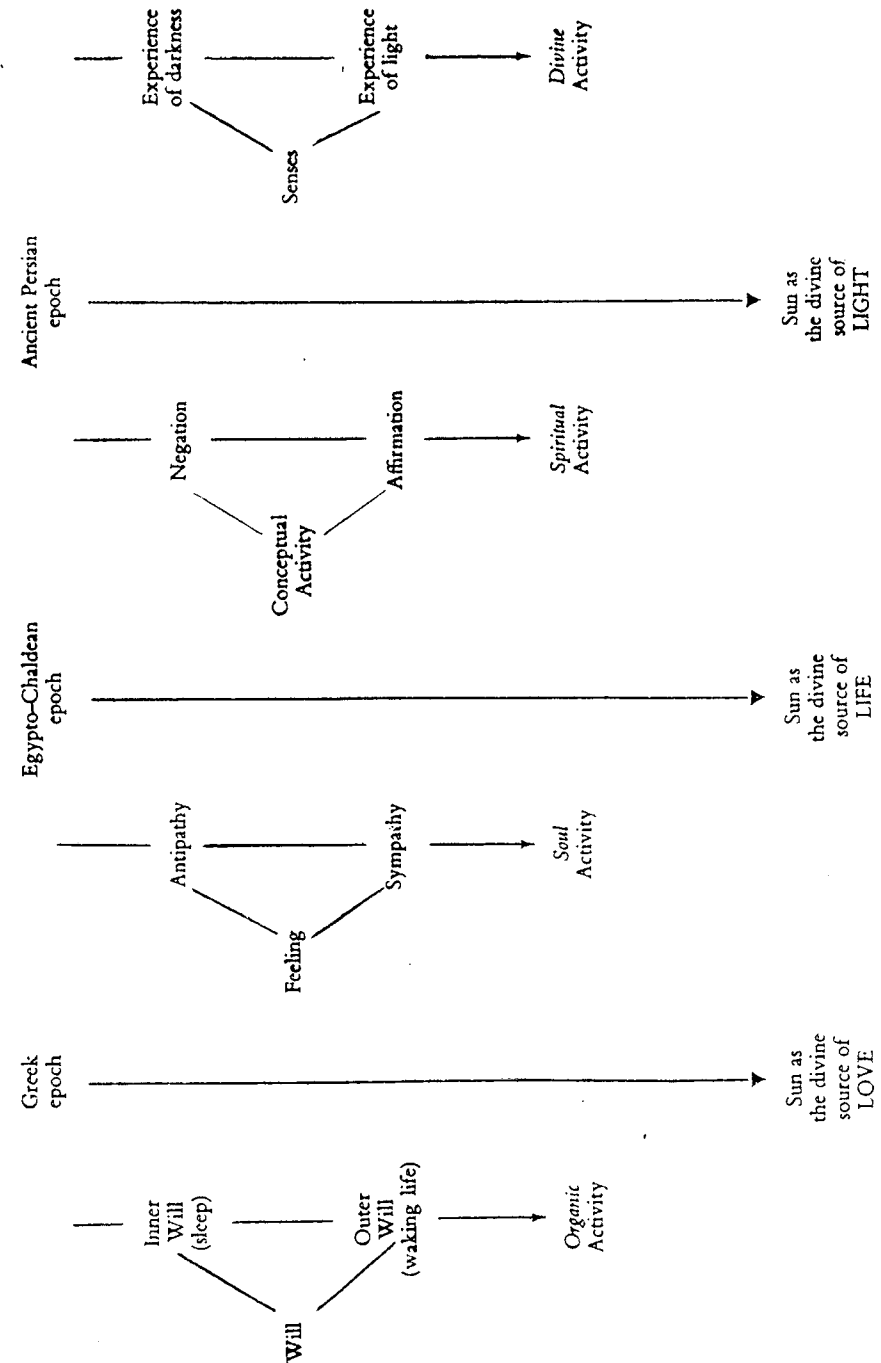 Greek
epoch
Egypto–Chaldean
epoch
Ancient Persian
epoch
Inner
Will
(sleep)
Antipathy
Negation
Experience
of darkness
Will
Feeling
Conceptual
Activity
Senses
Outer
Will
(waking life)
Sympathy
Affirmation
Experience
of light
Organic
Activity
Soul
Activity
Spiritual
Activity
Divine
Activity
Sun as
the divine
source of
LOVE
Sun as
the divine
source of
LIFE
Sun as
the divine
source of
LIGHT